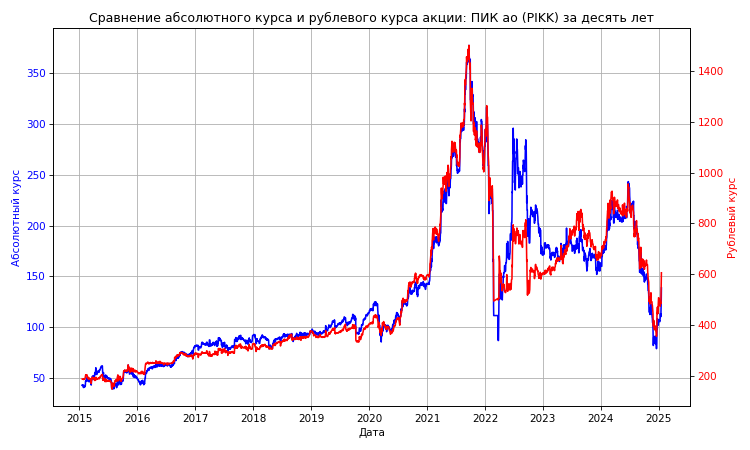 Сравнение абсолютного курса и рублевого курса акции: ПИК ао (PIKK) за десять лет
350
300
250
200
150
100
50
Абсолютный курс
1400
1200
1000
800
600
400
200
Рублевый курс
2015 2016 2017 2018 2019 2020 2021 2022 2023 2024 2025
Дата